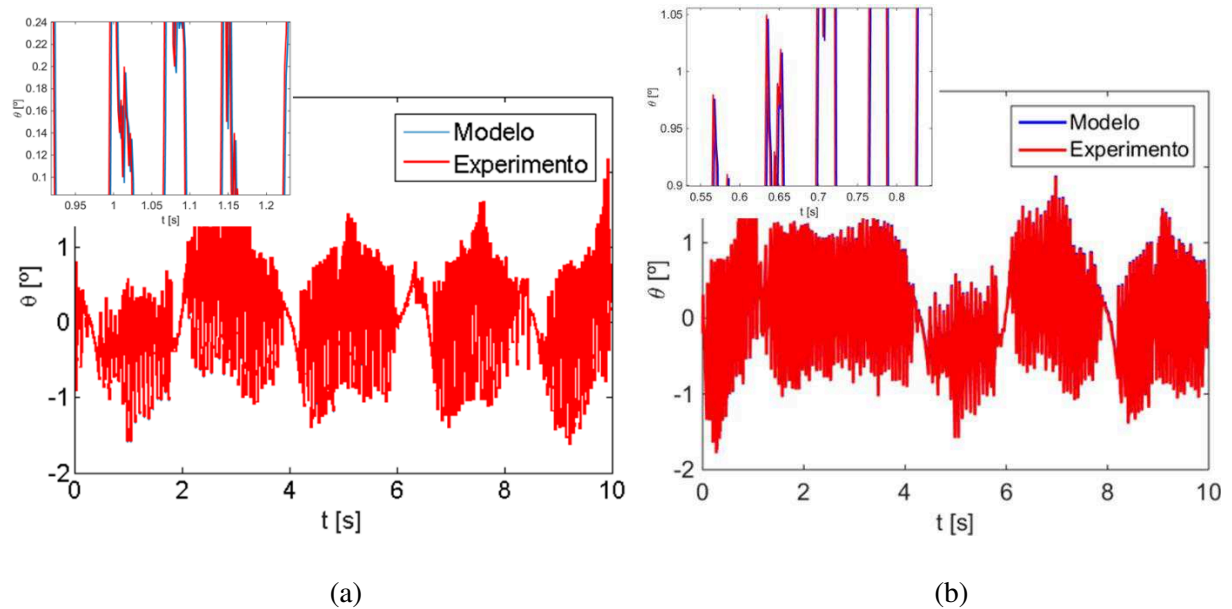 0.24
0.22
0.2
0.18
0.16
0.14
0.12
0.1
θ [º]
0.95 1 1.05 1.1 1.15 1.2
t [s]
Modelo
Experimento
1
0
-1
-2
θ [º]
0 2 4 6 8 10
t [s]
(a)
1.05
1
0.95
0.9
θ [º]
0.55 0.6 0.65 0.7 0.75 0.8
t [s]
Modelo
Experimento
1
0
-1
-2
θ [º]
0 2 4 6 8 10
t [s]
(b)